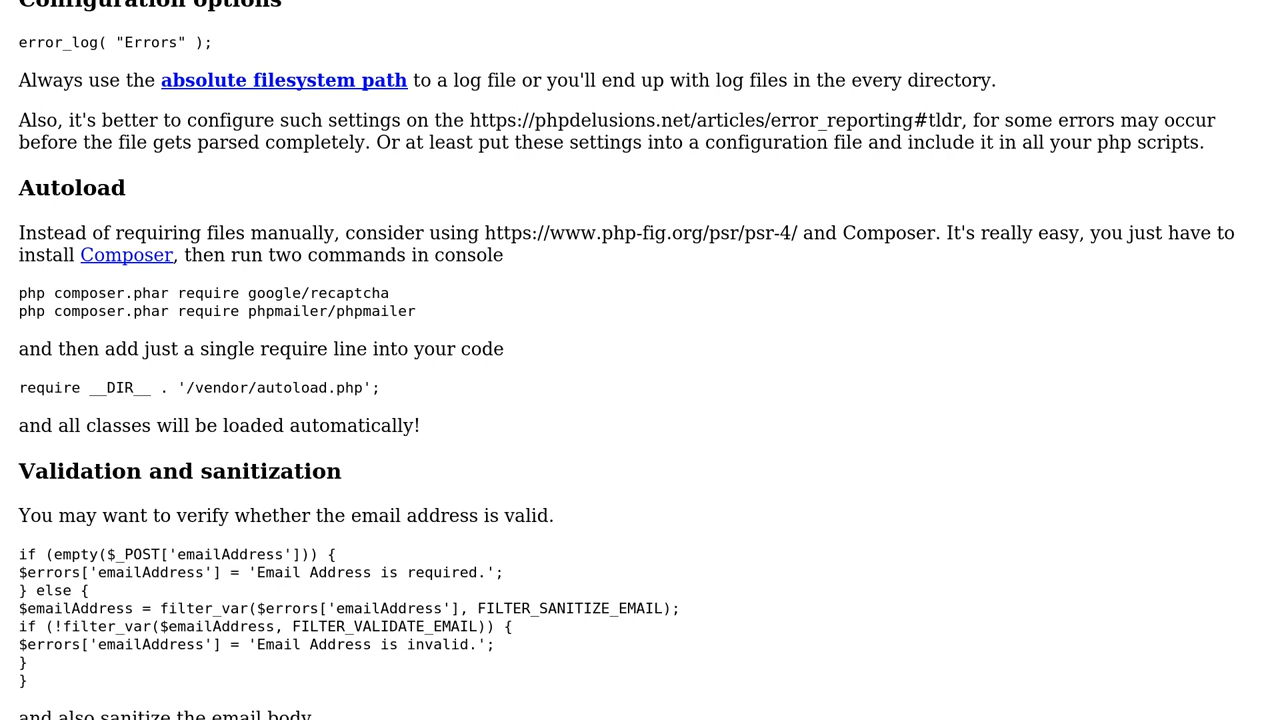 Configuration options
error_log( "Errors" );
Always use the absolute filesystem path to a log file or you'll end up with log files in the every directory.
Also, it's better to configure such settings on the https://phpdelusions.net/articles/error_reporting#tldr, for some errors may occur
before the file gets parsed completely. Or at least put these settings into a configuration file and include it in all your php scripts.
Autoload
Instead of requiring files manually, consider using https://www.php-fig.org/psr/psr-4/ and Composer. It's really easy, you just have to
install Composer, then run two commands in console
php composer.phar require google/recaptcha
php composer.phar require phpmailer/phpmailer
and then add just a single require line into your code
require __DIR__ . '/vendor/autoload.php';
and all classes will be loaded automatically!
Validation and sanitization
You may want to verify whether the email address is valid.
if (empty($_POST['emailAddress'])) {
$errors['emailAddress'] = 'Email Address is required.';
} else {
$emailAddress = filter_var($errors['emailAddress'], FILTER_SANITIZE_EMAIL);
if (!filter_var($emailAddress, FILTER_VALIDATE_EMAIL)) {
$errors['emailAddress'] = 'Email Address is invalid.';
}
}
and also sanitize the email body